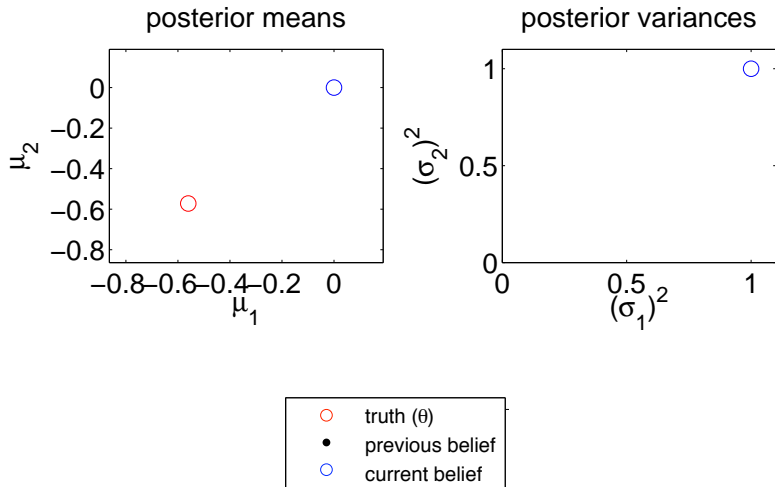 posterior means
posterior variances
0
−0.2
−0.4
−0.6
−0.8
μ2
−0.8
−0.6
−0.4
−0.2
0
μ1
1
0.5
0
(σ2)2
0
0.5
1
(σ1)2
truth (θ)
previous belief
current belief